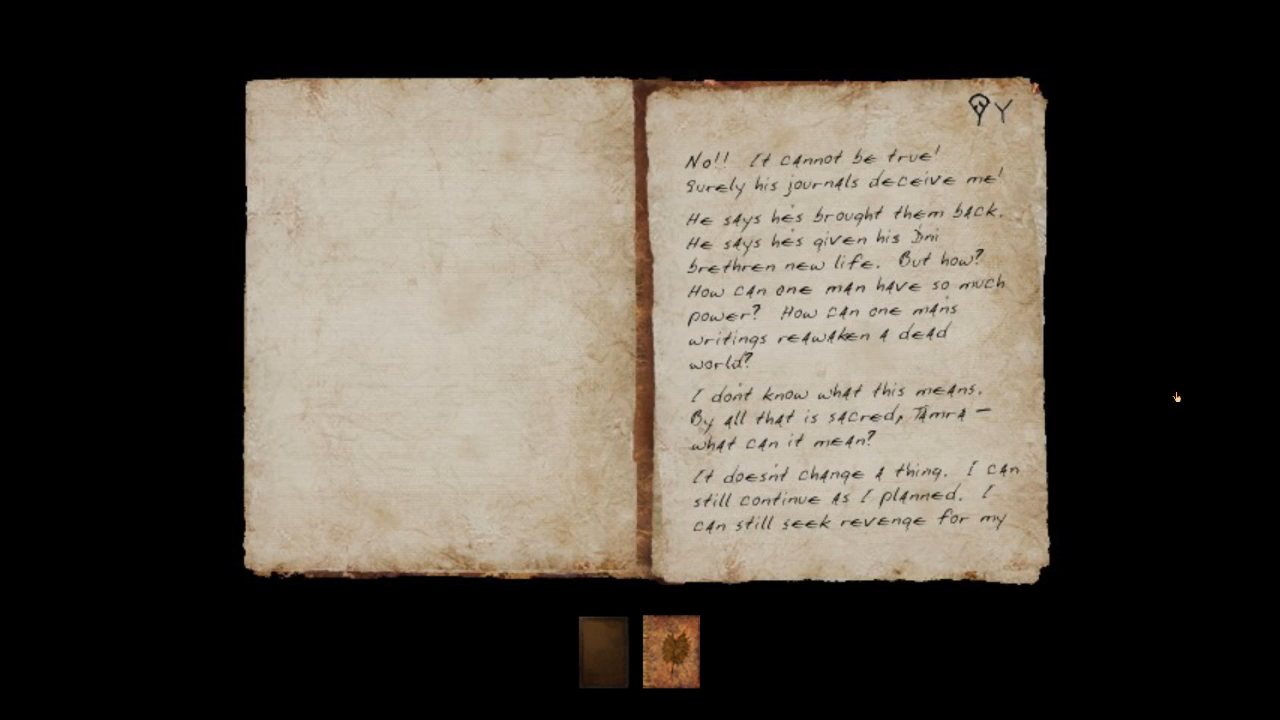 No!! It cannot be true!
Surely his journals deceive me!
He says he's brought them back.
He says he's given his Dni
brethren new life. But how?
How can one man have so much
power? How can one man's
writings reawaken a dead
world?
I don't know what this means.
By all that is sacred, Tamra —
what can it mean?
It doesn't change a thing. I can
still continue as I planned. I
can still seek revenge for my